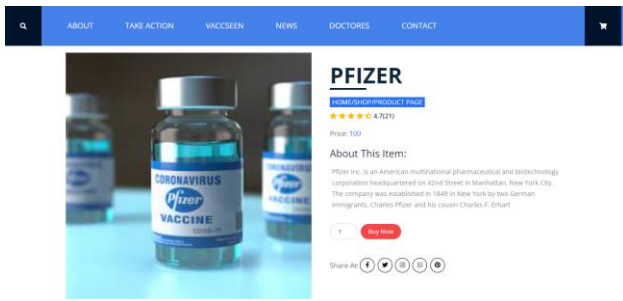 ABOUT TAKE ACTION VACCSEEN NEWS DOCTORES CONTACT
CORONAVIRUS
Pfizer
VACCINE
COVID-19
PFIZER
HOME/SHOP/PRODUCT PAGE
4.7(21)
Price: 100
About This Item:
Pfizer Inc. is an American multinational pharmaceutical and biotechnology
corporation headquartered on 42nd Street in Manhattan, New York City.
The company was established in 1849 in New York by two German
immigrants, Charles Pfizer and his cousin Charles F. Erhart
1 Buy Now
Share At: